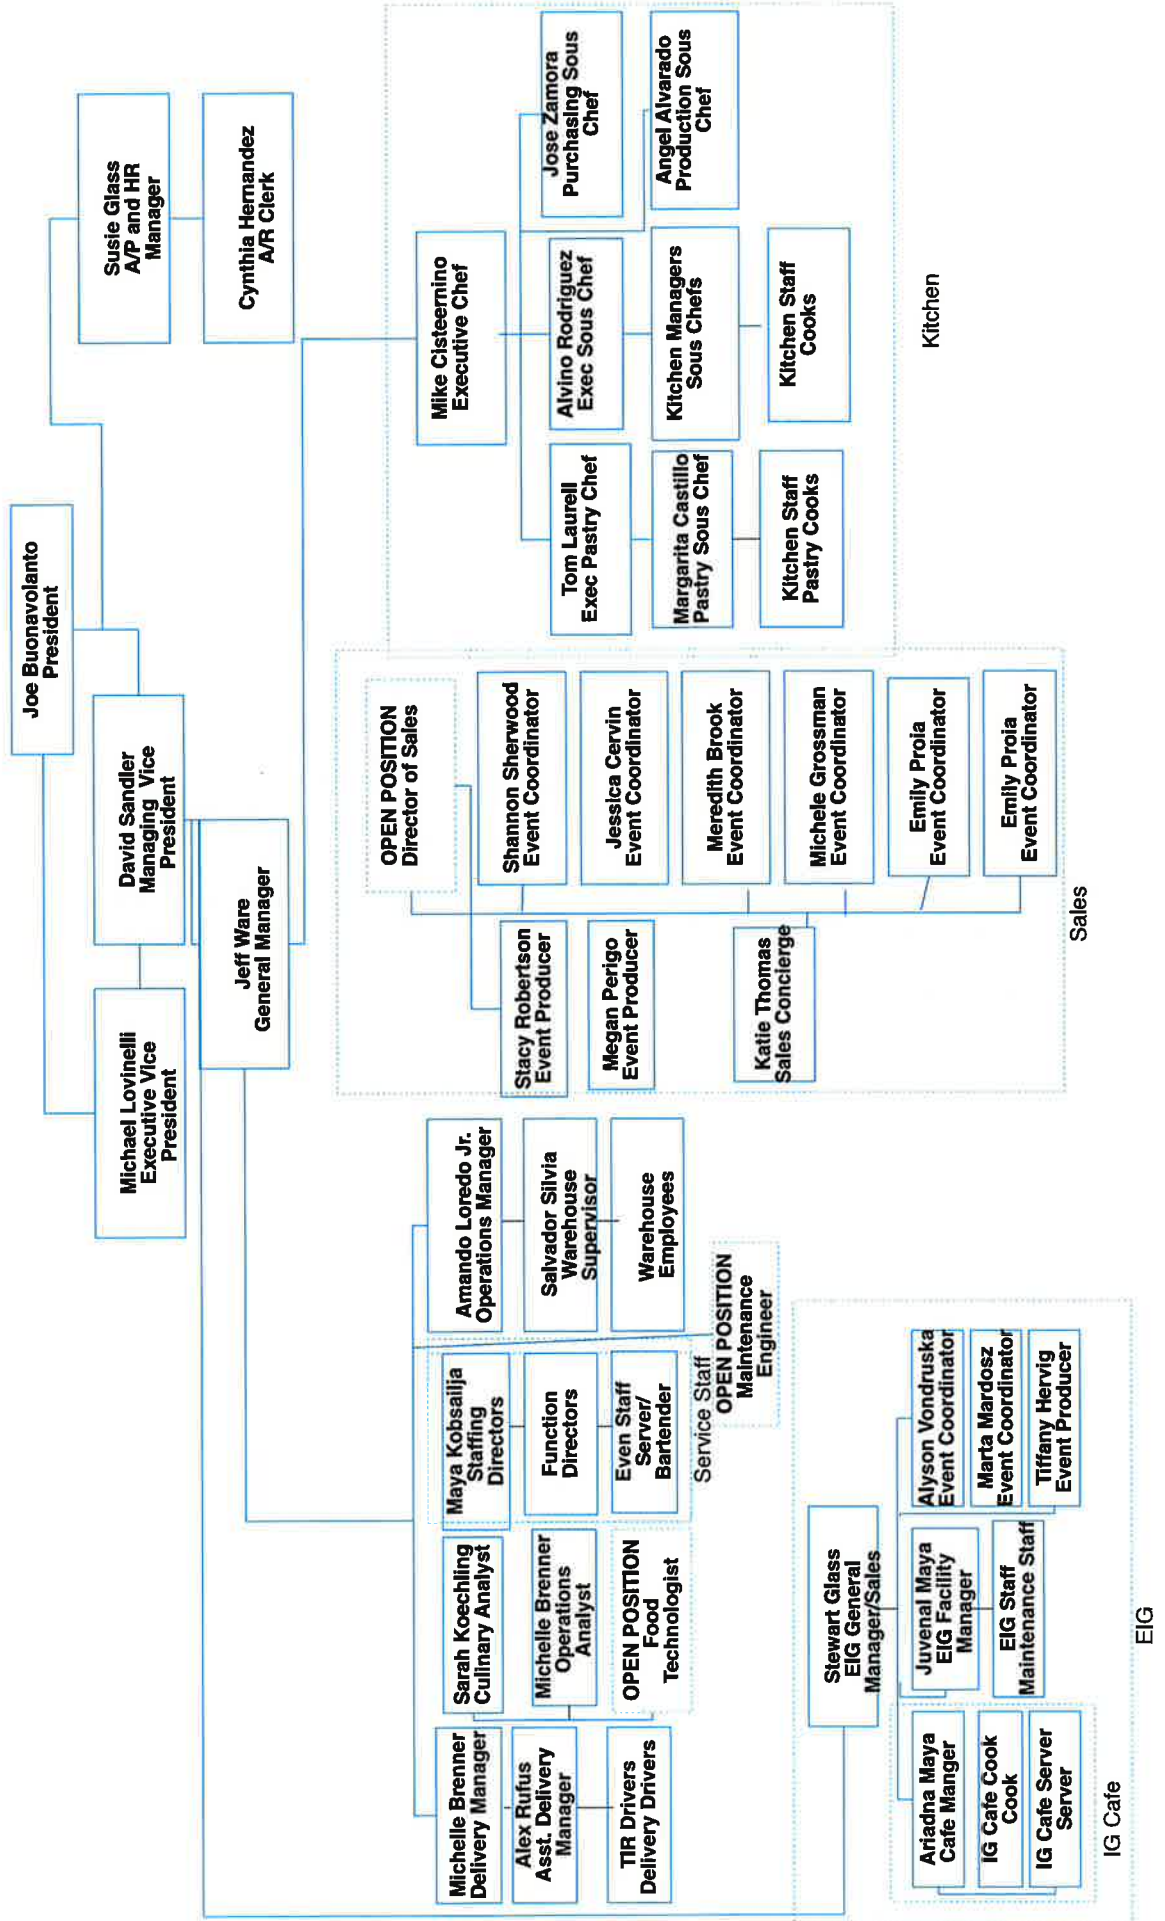 Joe Buonavolanto
President
Michael Lovinelli
Executive Vice
President
David Sandler
Managing  Vice
President
Susie Glass
A/P and HR
Manager
Cynthia Hernandez
A/R Clerk
Jeff Ware
General Manager
Michelle Brenner
Delivery Manager
Alex Rufus
Asst. Delivery
Manager
TIR Drivers
Delivery Drivers
Sarah Koechling
Culinary Analyst
Michelle Brenner
Operations
Analyst
OPEN POSITION
Food
Technologist
Maya Kobsailja
Staffing
Directors
Function
Directors
Even Staff
Server/
Bartender
Service Staff
Amando Loredo Jr.
Operations Manager
Salvador Silvia
Warehouse
Supervisor
Warehouse
Employees
OPEN POSITION
Maintenance
Engineer
OPEN POSITION
Director of Sales
Stacy Robertson
Event Producer
Megan Perigo
Event Producer
Katie Thomas
Sales Concierge
Shannon Sherwood
Event Coordinator
Jessica Cervin
Event Coordinator
Meredith Brook
Event Coordinator
Michele Grossman
Event Coordinator
Emily Proia
Event Coordinator
Emily Proia
Event Coordinator
Sales
Mike Cisteernino
Executive Chef
Tom Laurell
Exec Pastry Chef
Margarita Castillo
Pastry Sous Chef
Kitchen Staff
Pastry Cooks
Alvino Rodriguez
Exec Sous Chef
Kitchen Managers
Sous Chefs
Kitchen Staff
Cooks
Jose Zamora
Purchasing Sous
Chef
Angel Alvarado
Production Sous
Chef
Kitchen
Stewart Glass
EIG General
Manager/Sales
Ariadna Maya
Cafe Manger
IG Cafe Cook
Cook
IG Cafe Server
Server
IG Cafe
Juvenal Maya
EIG Facility
Manager
EIG Staff
Maintenance Staff
Alyson Vondruska
Event Coordinator
Marta Mardosz
Event Coordinator
Tiffany Hervig
Event Producer
EIG